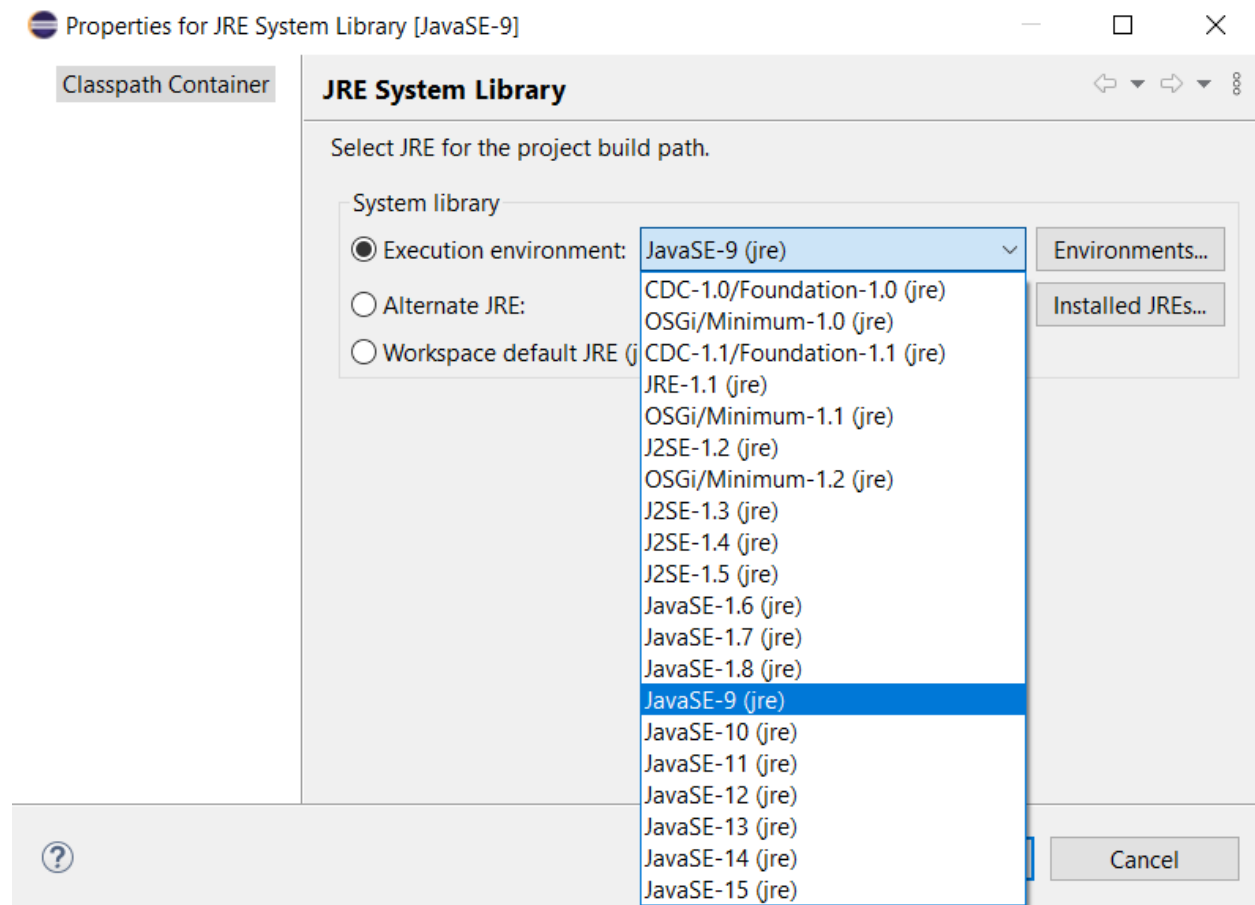 Properties for JRE System Library [JavaSE-9]
Classpath Container
JRE System Library
Select JRE for the project build path.
System library
Execution environment: JavaSE-9 (jre) Environments...
Alternate JRE: Installed JREs...
Workspace default JRE (j
CDC-1.0/Foundation-1.0 (jre)
OSGi/Minimum-1.0 (jre)
CDC-1.1/Foundation-1.1 (jre)
JRE-1.1 (jre)
OSGi/Minimum-1.1 (jre)
J2SE-1.2 (jre)
OSGi/Minimum-1.2 (jre)
J2SE-1.3 (jre)
J2SE-1.4 (jre)
J2SE-1.5 (jre)
JavaSE-1.6 (jre)
JavaSE-1.7 (jre)
JavaSE-1.8 (jre)
JavaSE-9 (jre)
JavaSE-10 (jre)
JavaSE-11 (jre)
JavaSE-12 (jre)
JavaSE-13 (jre)
JavaSE-14 (jre)
JavaSE-15 (jre)
?
Cancel